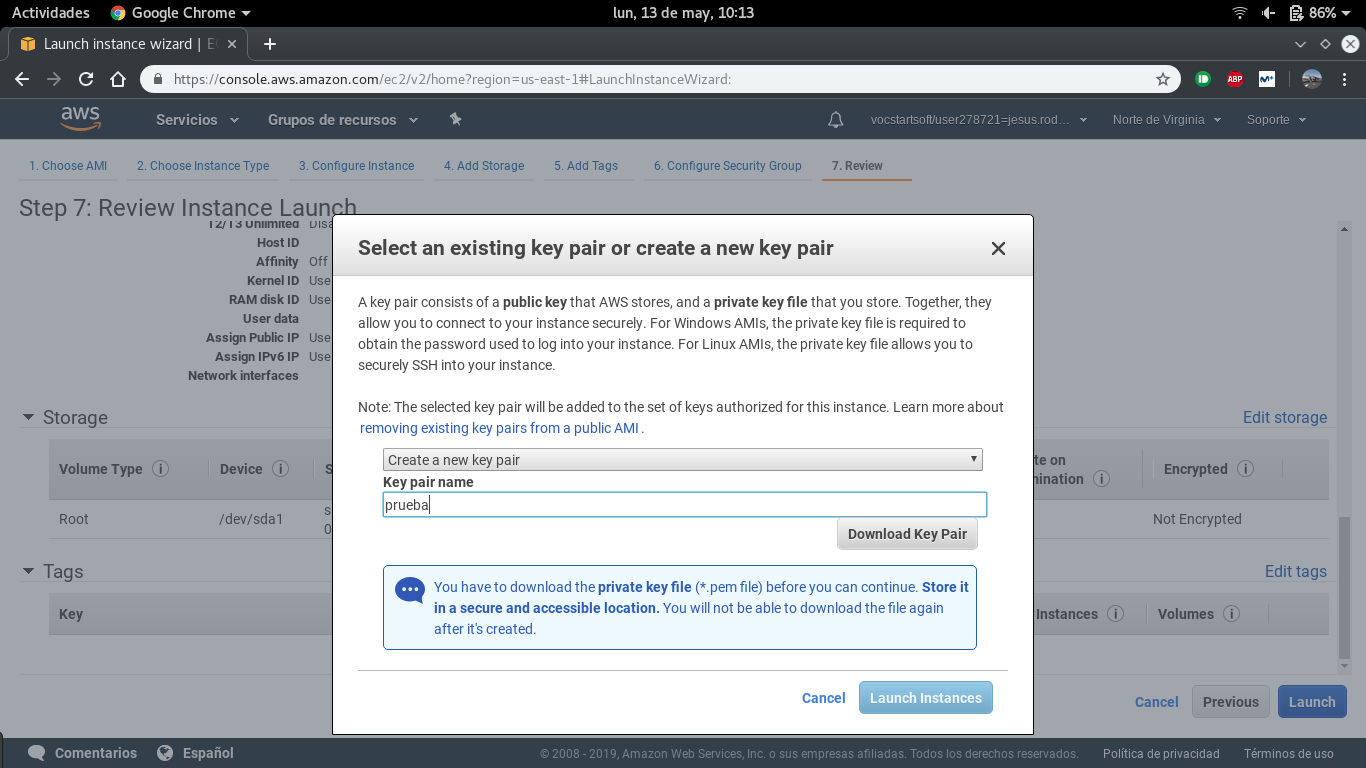 Actividades Google Chrome lun, 13 de may, 10:13 86%
Launch instance wizard | E
https://console.aws.amazon.com/ec2/v2/home?region=us-east-1#LaunchInstanceWizard: ABP
aws Servicios Grupos de recursos vocstartsoft/user278721=jesus.rod... Norte de Virginia Soporte
1. Choose AMI 2. Choose Instance Type 3. Configure Instance 4. Add Storage 5. Add Tags 6. Configure Security Group 7. Review
Step 7: Review Instance Launch
T2/T3 Unlimited Disa
Host ID
Affinity Off
Kernel ID Use
RAM disk ID Use
User data
Assign Public IP Use
Assign IPv6 IP Use
Network interfaces
Storage Edit storage
Volume Type Device S te on mination Encrypted
Root /dev/sda1 s 0 Not Encrypted
Tags Edit tags
Key Instances Volumes
Select an existing key pair or create a new key pair
A key pair consists of a public key that AWS stores, and a private key file that you store. Together, they
allow you to connect to your instance securely. For Windows AMIs, the private key file is required to
obtain the password used to log into your instance. For Linux AMIs, the private key file allows you to
securely SSH into your instance.
Note: The selected key pair will be added to the set of keys authorized for this instance. Learn more about
removing existing key pairs from a public AMI .
Create a new key pair
Key pair name
prueba
Download Key Pair
You have to download the private key file (*.pem file) before you can continue. Store it
in a secure and accessible location. You will not be able to download the file again
after it's created.
Cancel Launch Instances
Cancel Previous Launch
Comentarios Español © 2008 - 2019, Amazon Web Services, Inc. o sus empresas afiliadas. Todos los derechos reservados. Política de privacidad Términos de uso